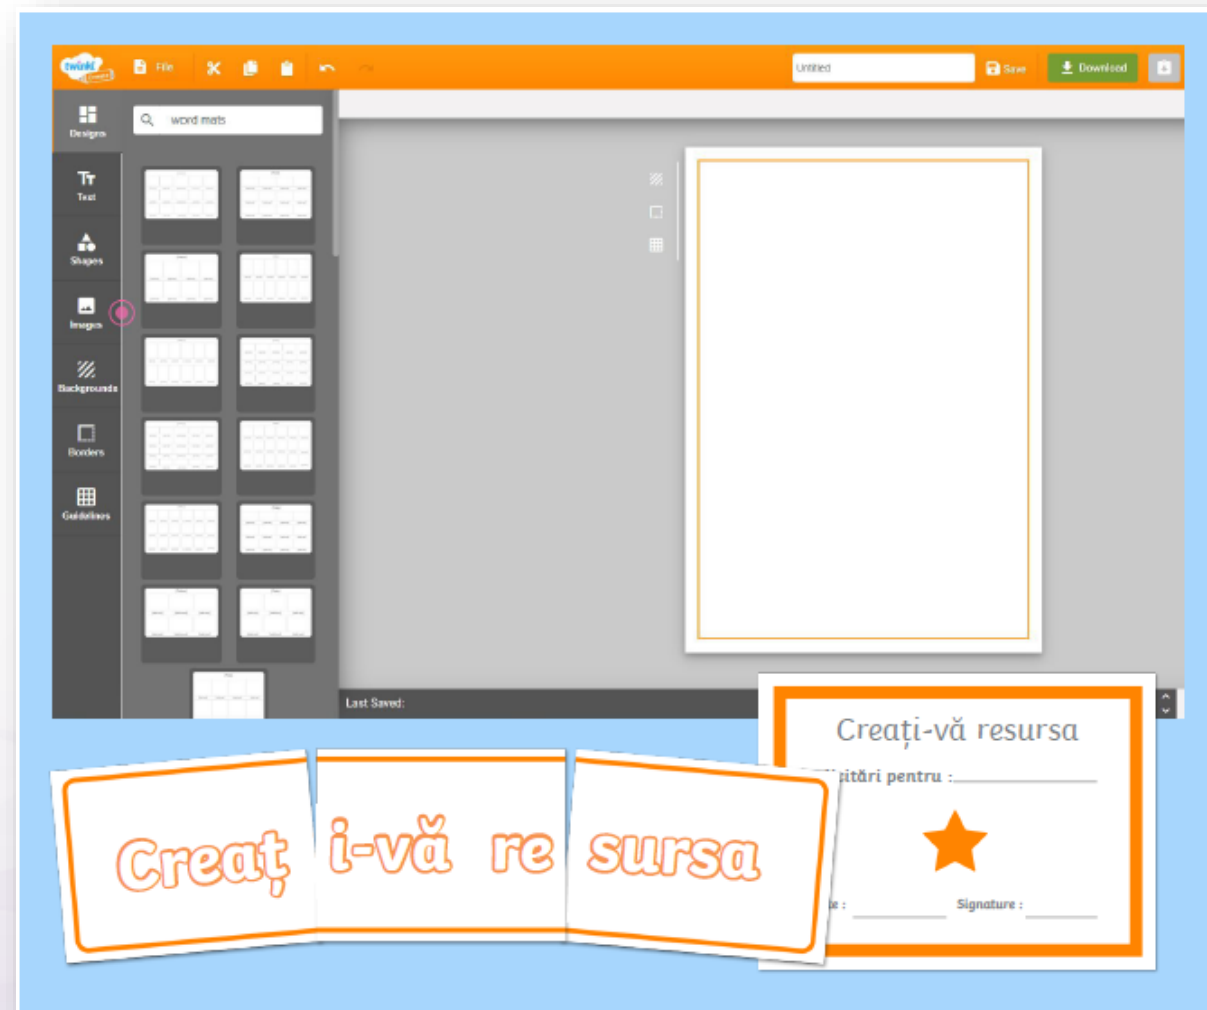 twinkl
File
Untitled
Save
Download
Designs
word mats
Text
Shapes
Images
Backgrounds
Borders
Guidelines
Last Saved:
Creați-vă resursa
itări pentru :
Creaț i-vă re sursa
Signature :